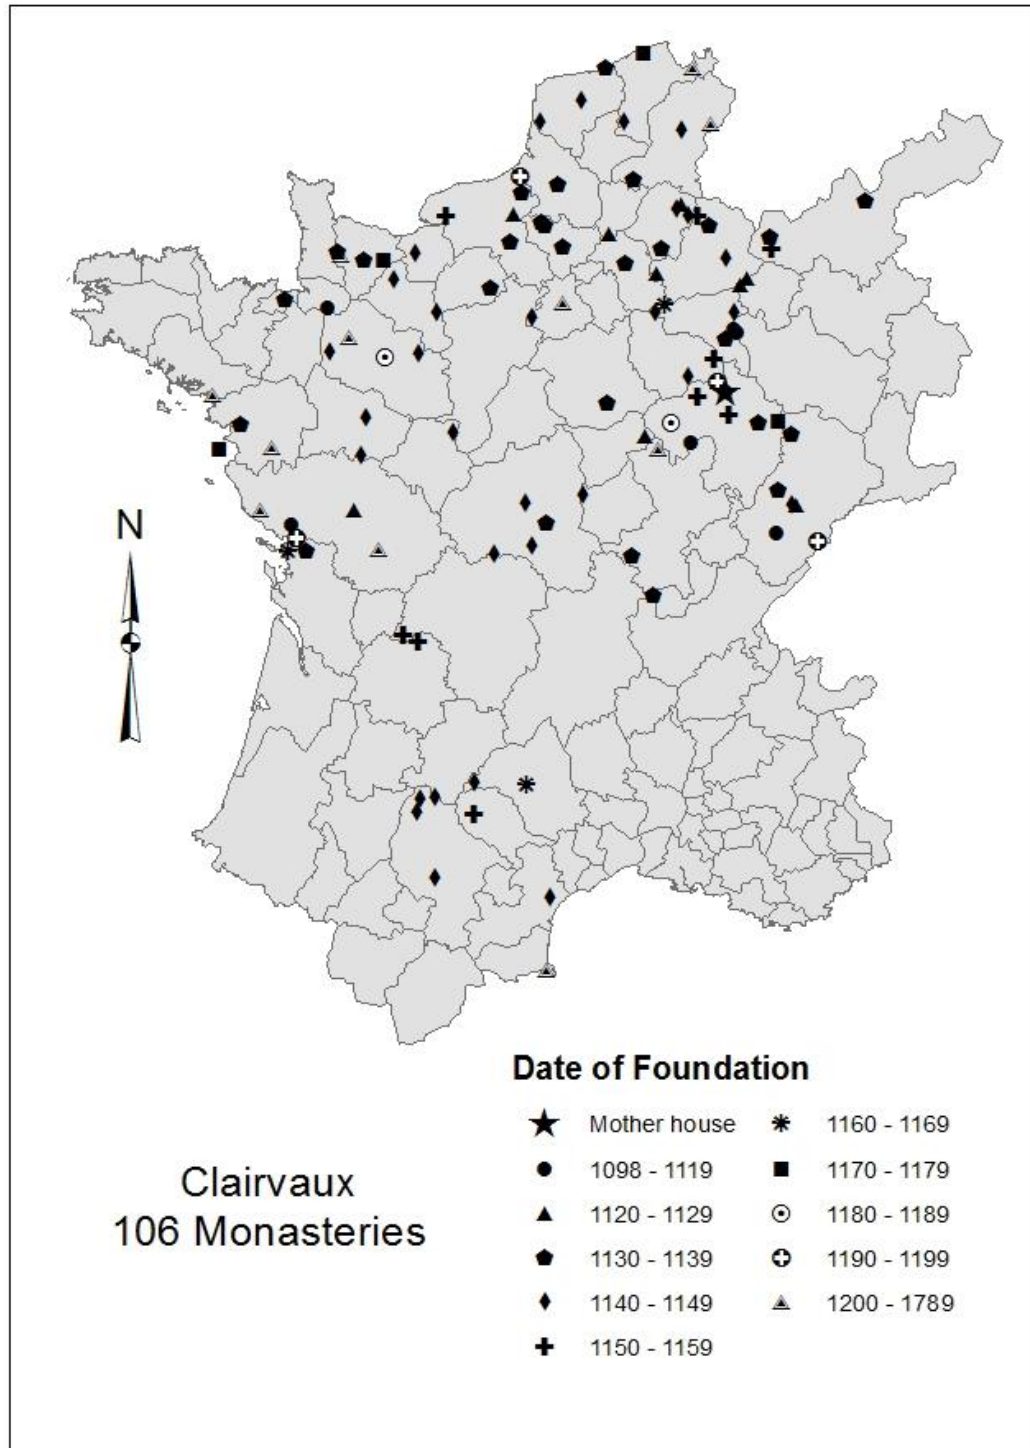 N
Date of Foundation
Mother house
1098 - 1119
1120 - 1129
1130 - 1139
1140 - 1149
1150 - 1159
1160 - 1169
1170 - 1179
1180 - 1189
1190 - 1199
1200 - 1789
Clairvaux
106 Monasteries